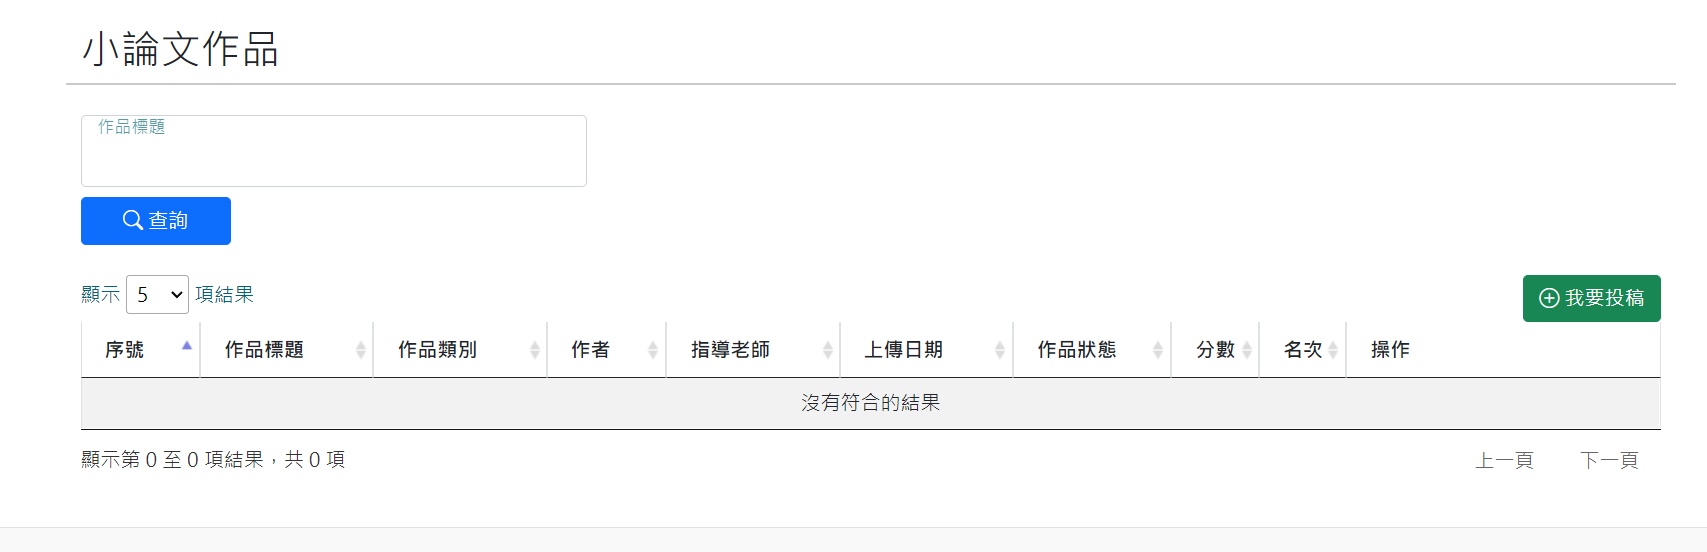 小論文作品
作品標題
查詢
顯示 5 項結果
我要投稿
序號 作品標題 作品類別 作者 指導老師 上傳日期 作品狀態 分數 名次 操作
沒有符合的結果
顯示第 0 至 0 項結果，共 0 項
上一頁 下一頁